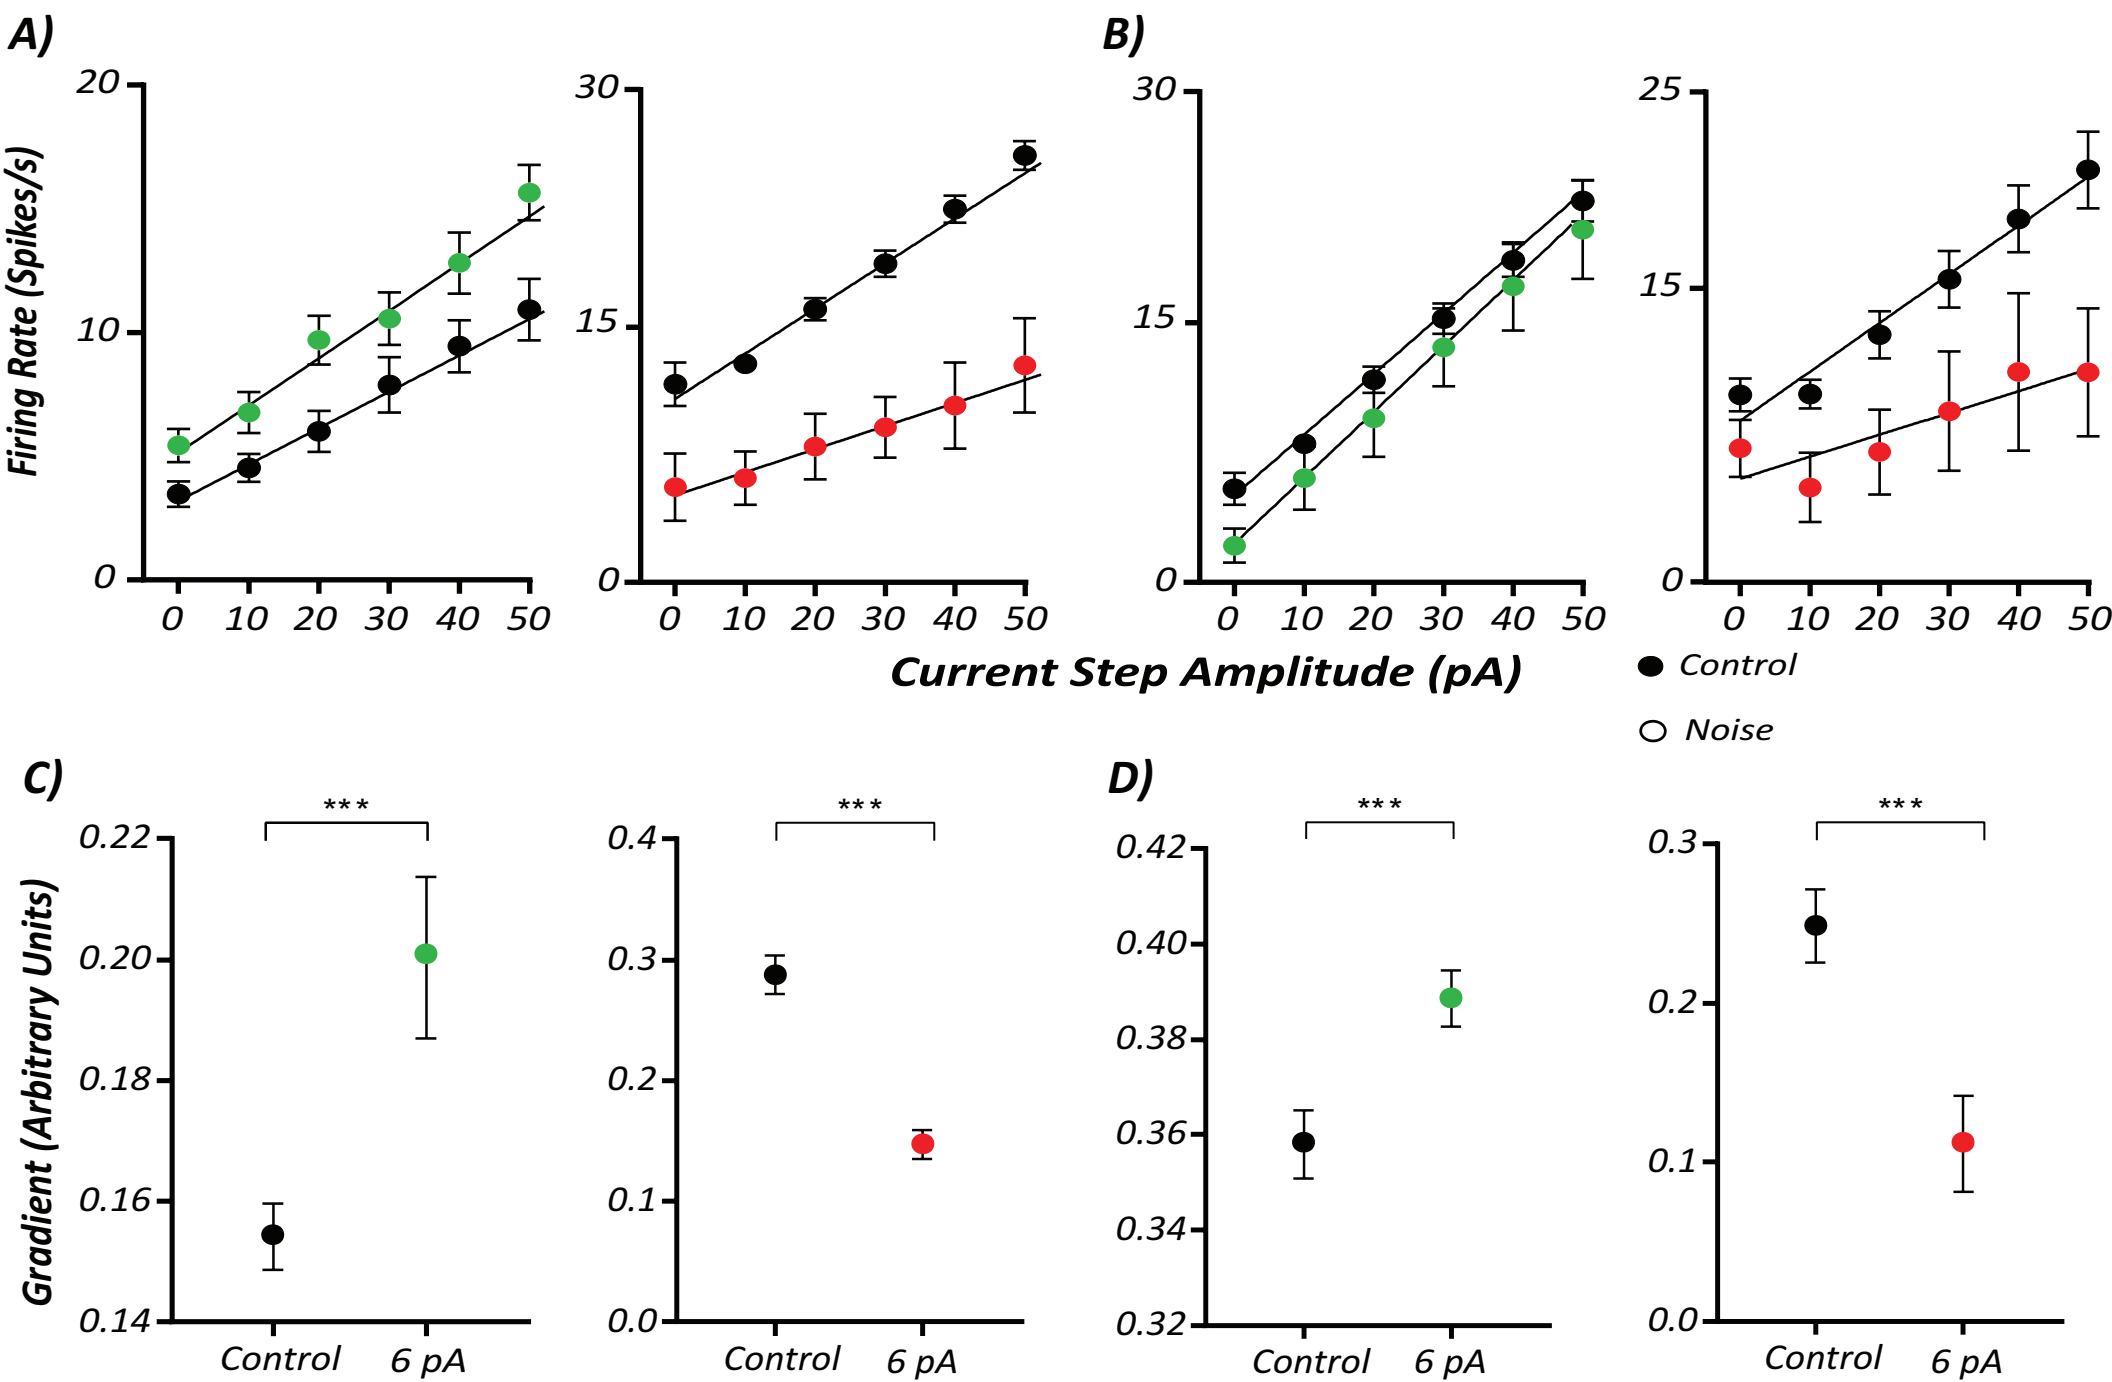 A)
B)
Firing Rate (Spikes/s)
20
10
0
0 10 20 30 40 50
30
15
0
0 10 20 30 40 50
30
15
0
0 10 20 30 40 50
25
15
0
0 10 20 30 40 50
Current Step Amplitude (pA)
Control
Noise
C)
D)
Gradient (Arbitrary Units)
***
0.22
0.20
0.18
0.16
0.14
Control 6 pA
***
0.4
0.3
0.2
0.1
0.0
Control 6 pA
***
0.42
0.40
0.38
0.36
0.34
0.32
Control 6 pA
***
0.3
0.2
0.1
0.0
Control 6 pA